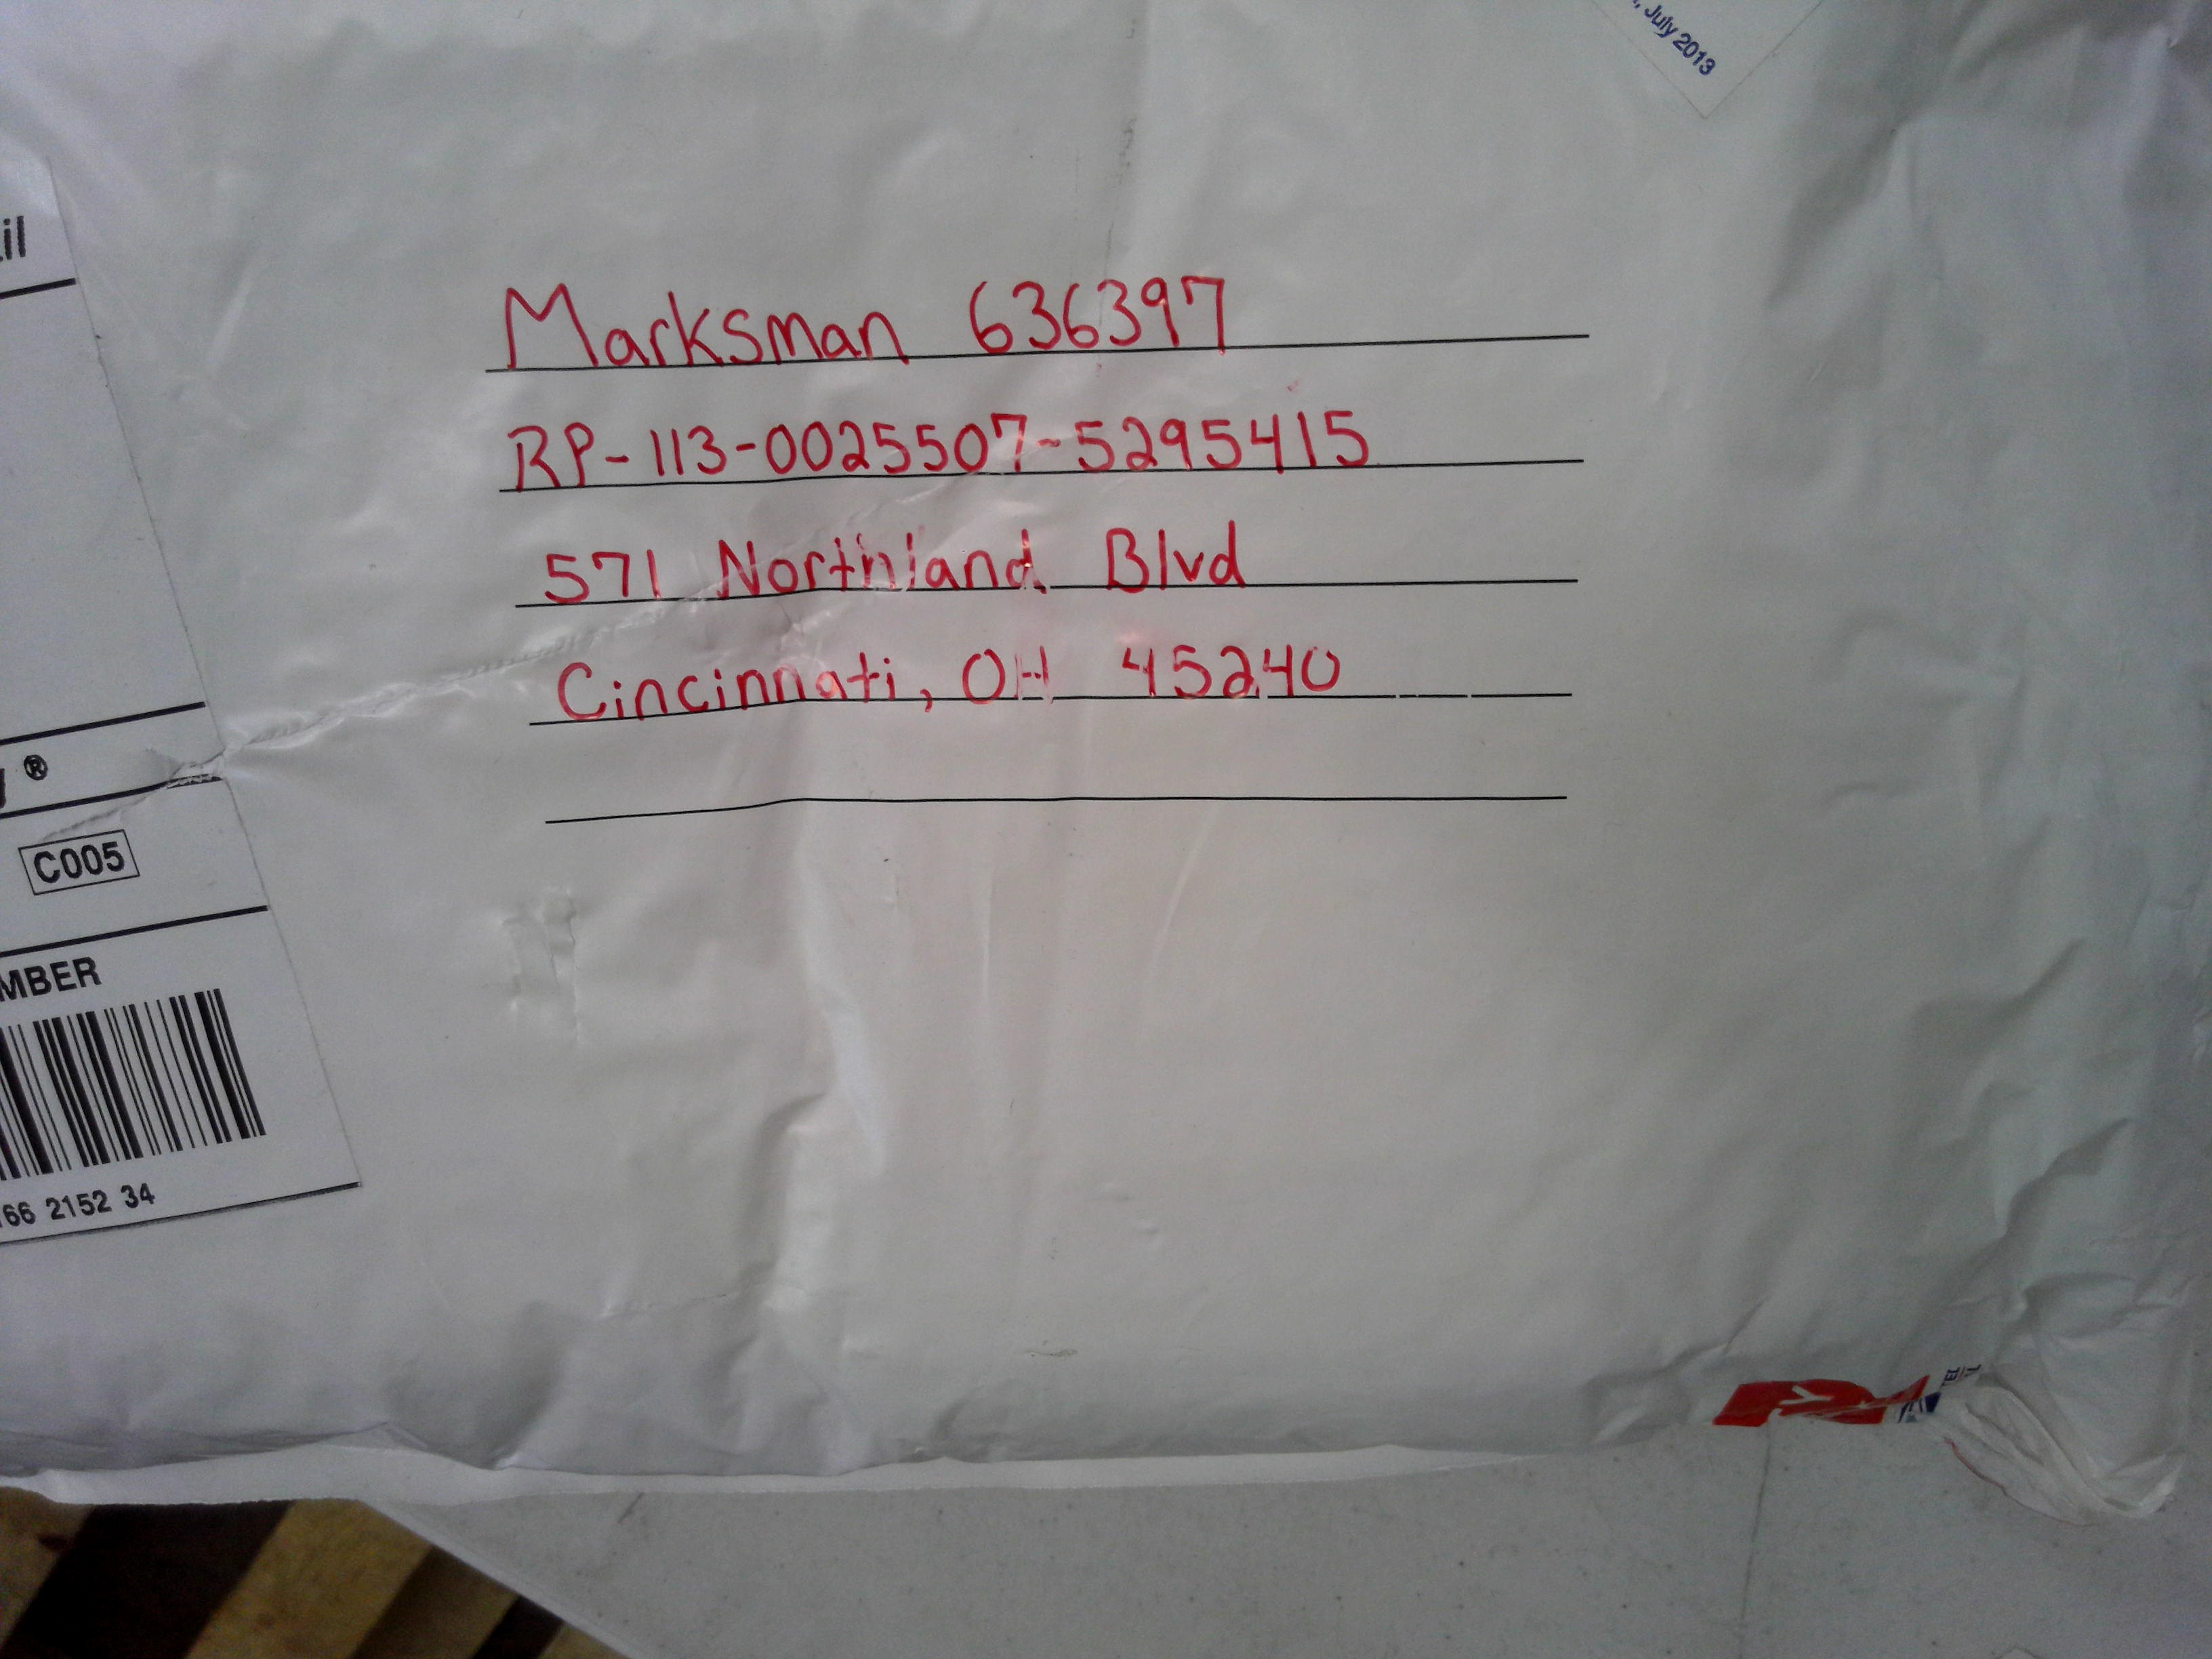 , July 2013
il
Marksman 636397
RP-113-0025507-5295415
571 Northland Blvd
Cincinnati, OH 45240
®
C005
MBER
66 2152 34